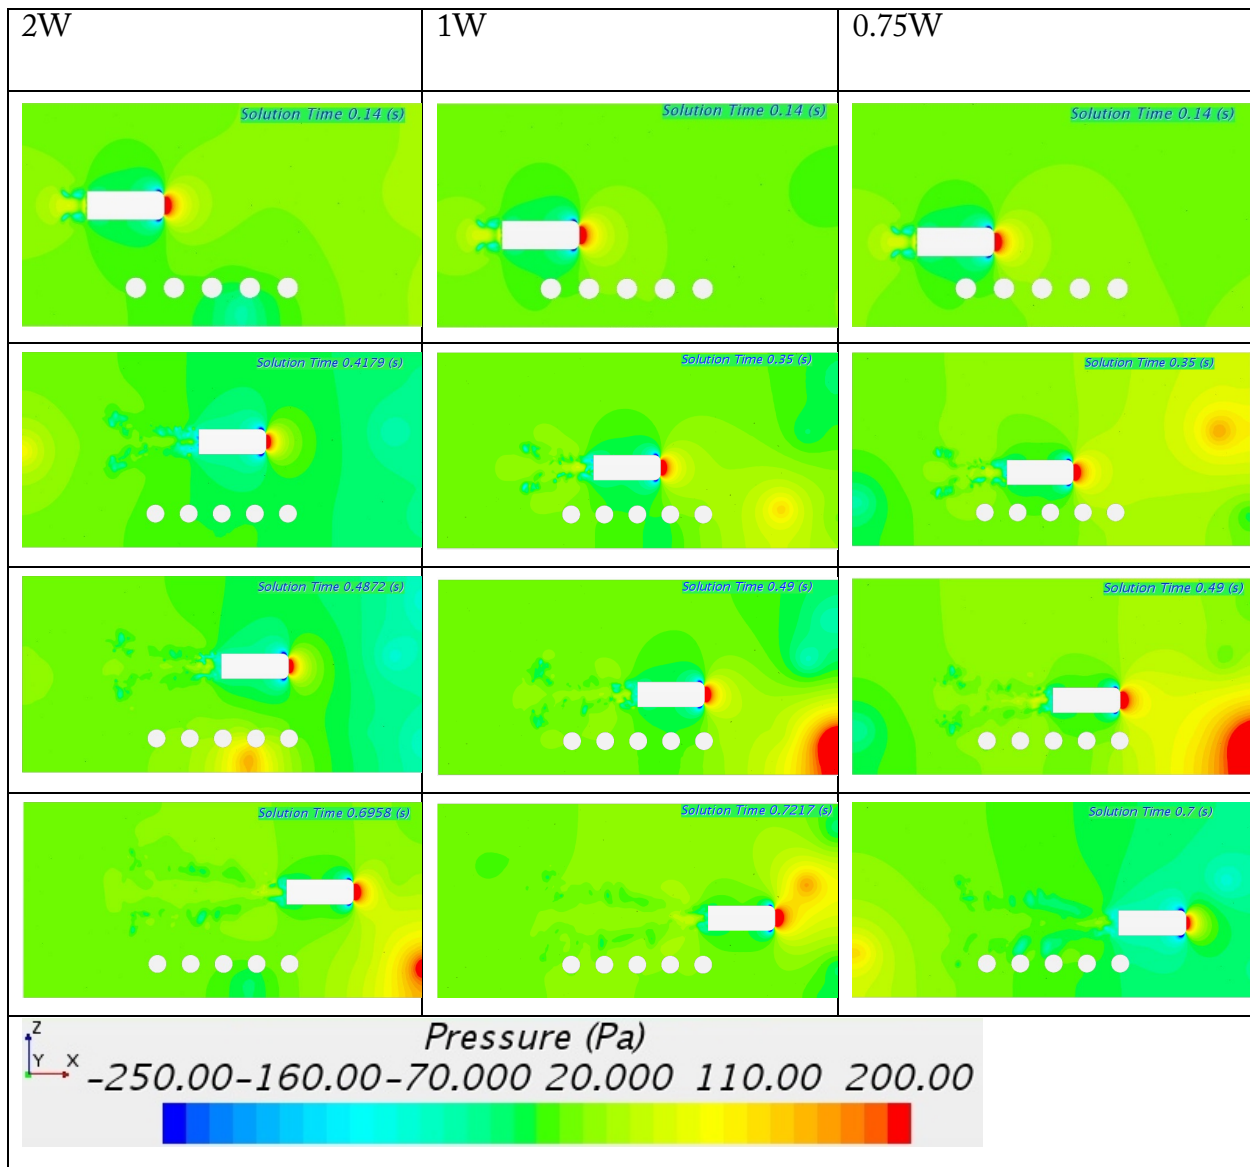 2W 1W 0.75W
Solution Time 0.14 (s) Solution Time 0.14 (s) Solution Time 0.14 (s)
Solution Time 0.4179 (s) Solution Time 0.35 (s) Solution Time 0.35 (s)
Solution Time 0.4872 (s) Solution Time 0.49 (s) Solution Time 0.49 (s)
Solution Time 0.6958 (s) Solution Time 0.7217 (s) Solution Time 0.7 (s)
Z
Y X
Pressure (Pa)
-250.00 -160.00 -70.000 20.000 110.00 200.00